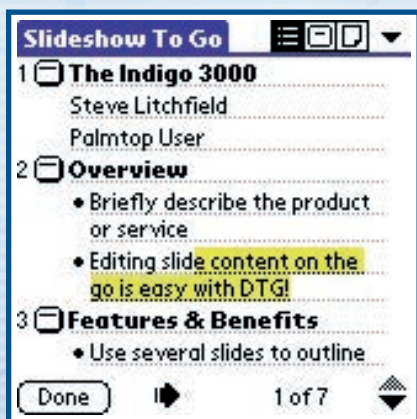 Slideshow To Go
1 The Indigo 3000
Steve Litchfield
Palmtop User
2 Overview
• Briefly describe the product
or service
• Editing slide content on the
go is easy with DTG!
3 Features & Benefits
• Use several slides to outline
Done 1 of 7